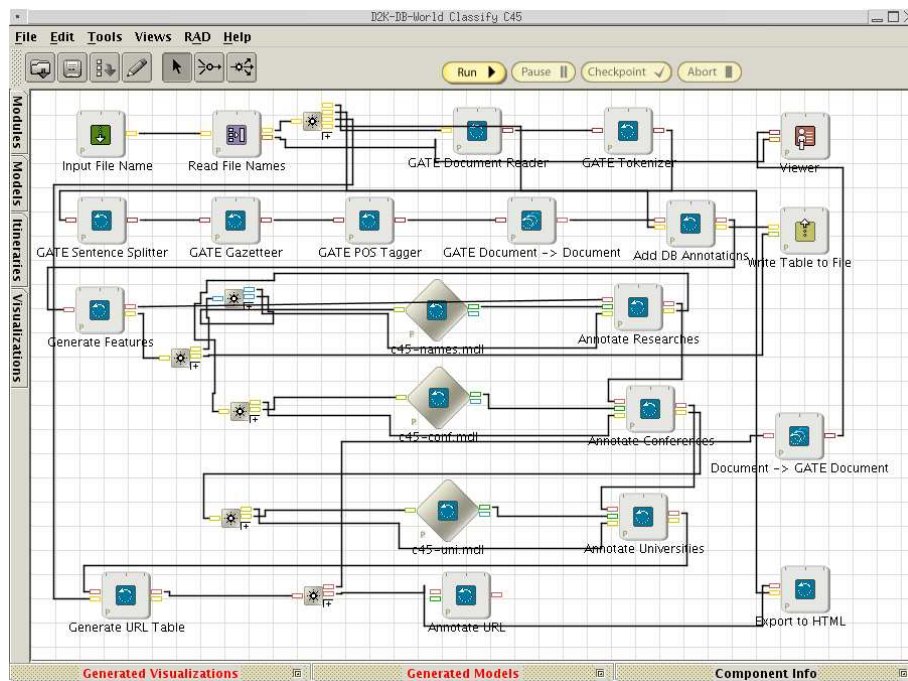 D2K-DB-World Classify C45
File Edit Tools Views RAD Help
Run Pause Checkpoint Abort
Modules
Models
Itineraries
Visualizations
Input File Name
Read File Names
GATE Document Reader
GATE Tokenizer
Viewer
GATE Sentence Splitter
GATE Gazetteer
GATE POS Tagger
GATE Document -> Document
Add DB Annotations
Write Table to File
Generate Features
c45-names.mdl
Annotate Researches
c45-conf.mdl
Annotate Conferences
Document -> GATE Document
c45-uni.mdl
Annotate Universities
Generate URL Table
Annotate URL
Export to HTML
Generated Visualizations
Generated Models
Component Info